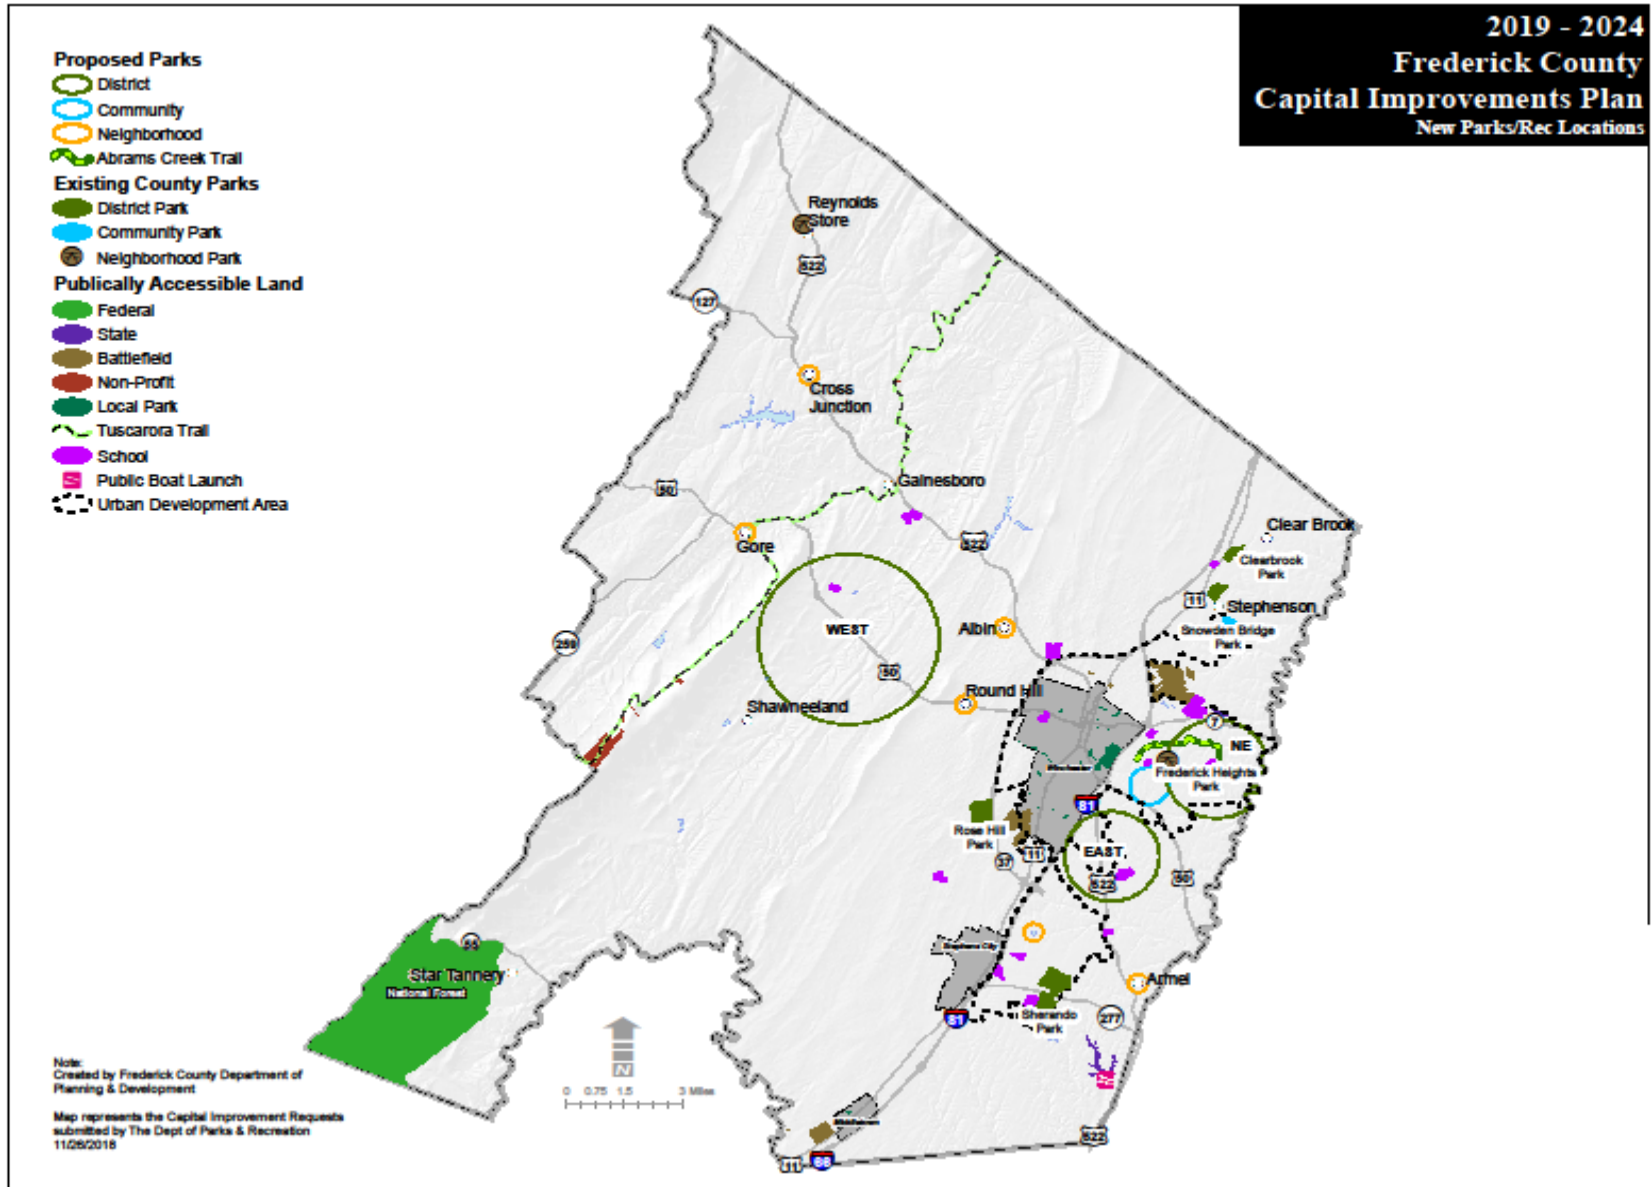 2019 - 2024
Frederick County
Capital Improvements Plan
New Parks/Rec Locations
Proposed Parks
District
Community
Neighborhood
Abrams Creek Trail
Existing County Parks
District Park
Community Park
Neighborhood Park
Publically Accessible Land
Federal
State
Battlefield
Non-Profit
Local Park
Tuscarora Trail
School
Public Boat Launch
Urban Development Area
Reynolds
Store
522
127
Cross
Junction
50
Gainesboro
Gore
522
Clear Brook
Clearbrook
Park
11
Stephenson
Snowden Bridge
Park
259
WEST
Albin
50
Round Hill
Shawneeland
7
NE
Winchester
Frederick Heights
Park
81
Rose Hill
Park
37
11
EAST
522
50
Stephens City
55
Star Tannery
National Forest
Armel
81
Sherando
Park
277
N
0 0.75 1.5 3 Miles
Middletown
522
11
66
Note:
Created by Frederick County Department of
Planning & Development
Map represents the Capital Improvement Requests
submitted by The Dept of Parks & Recreation
11/26/2018